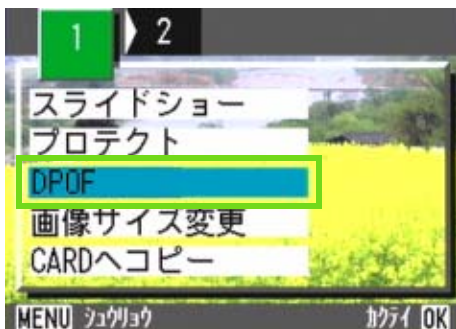 1 2
スライドショー
プロテクト
DPOF
画像サイズ変更
CARDへコピー
MENU ｼｭｳﾘｮｳ ｶｸﾃｲ OK